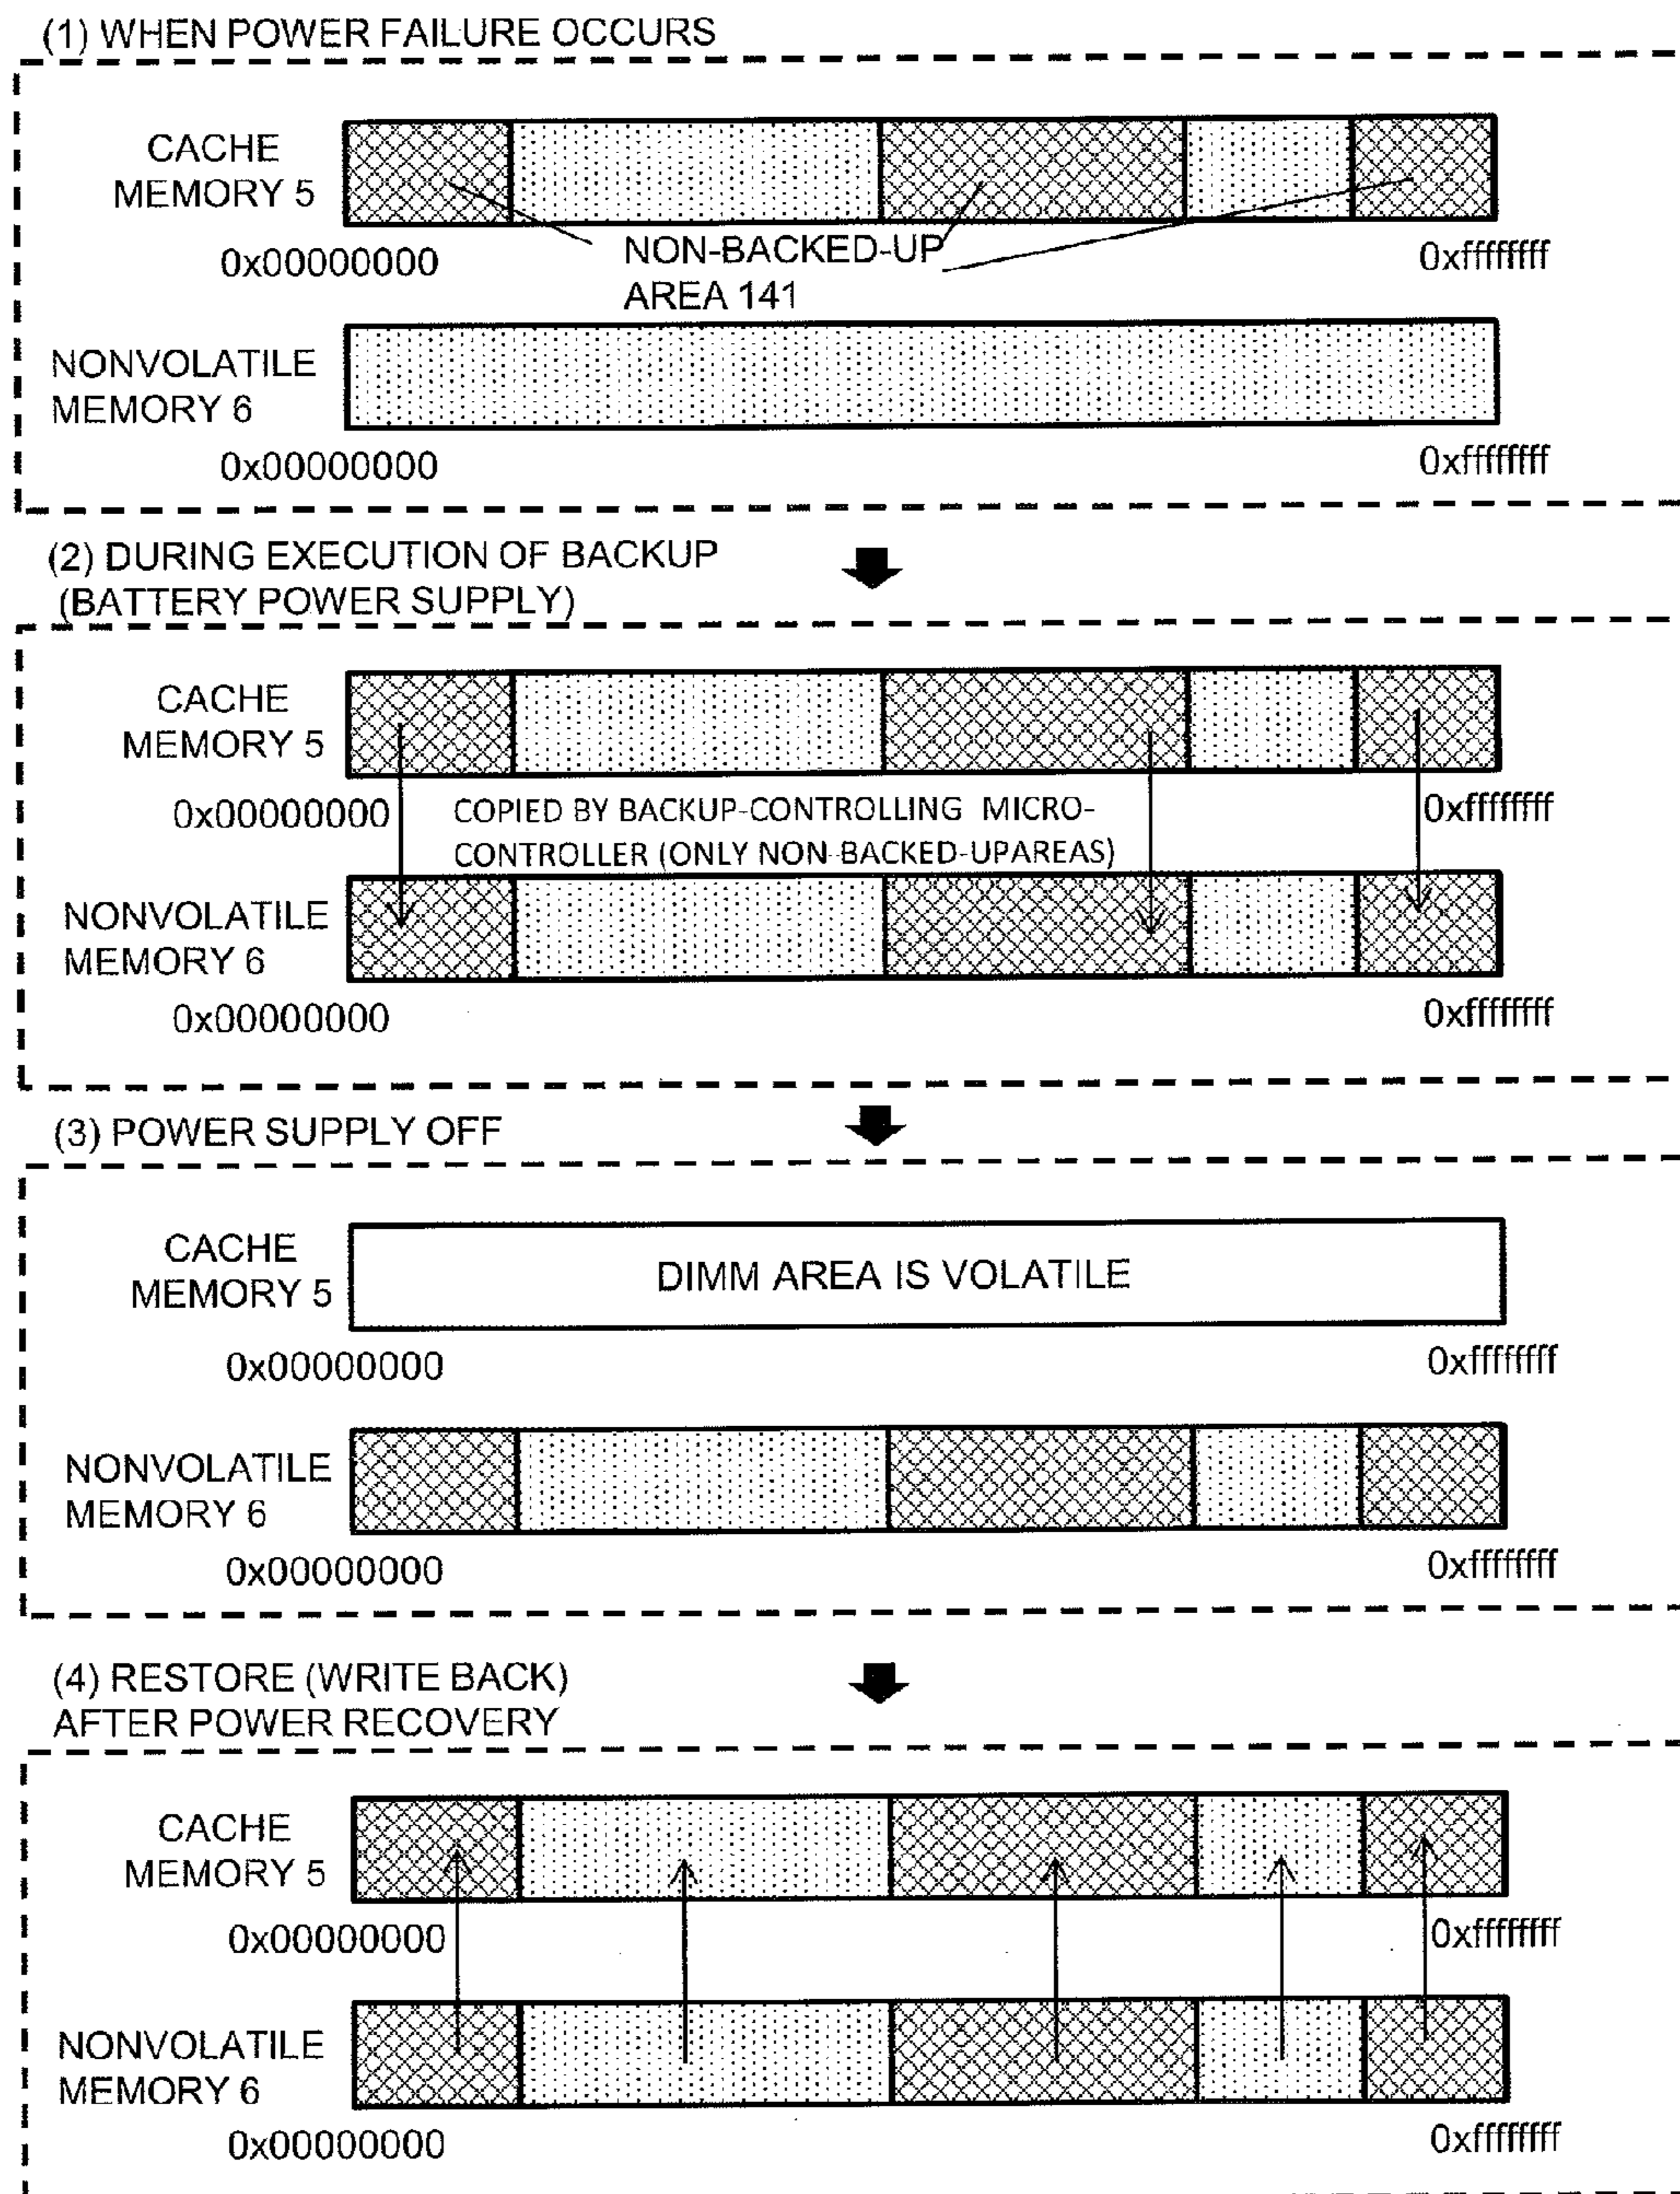 (1) WHEN POWER FAILURE OCCURS
CACHE
MEMORY 5
0x00000000
NON-BACKED-UP
AREA 141
0xffffffff
NONVOLATILE
MEMORY 6
0x00000000
0xffffffff
(2) DURING EXECUTION OF BACKUP
(BATTERY POWER SUPPLY)
CACHE
MEMORY 5
0x00000000
COPIED BY BACKUP-CONTROLLING MICRO-
CONTROLLER (ONLY NON-BACKED-UPAREAS)
0xffffffff
NONVOLATILE
MEMORY 6
0x00000000
0xffffffff
(3) POWER SUPPLY OFF
CACHE
MEMORY 5
DIMM AREA IS VOLATILE
0x00000000
0xffffffff
NONVOLATILE
MEMORY 6
0x00000000
0xffffffff
(4) RESTORE (WRITE BACK)
AFTER POWER RECOVERY
CACHE
MEMORY 5
0x00000000
0xffffffff
NONVOLATILE
MEMORY 6
0x00000000
0xffffffff